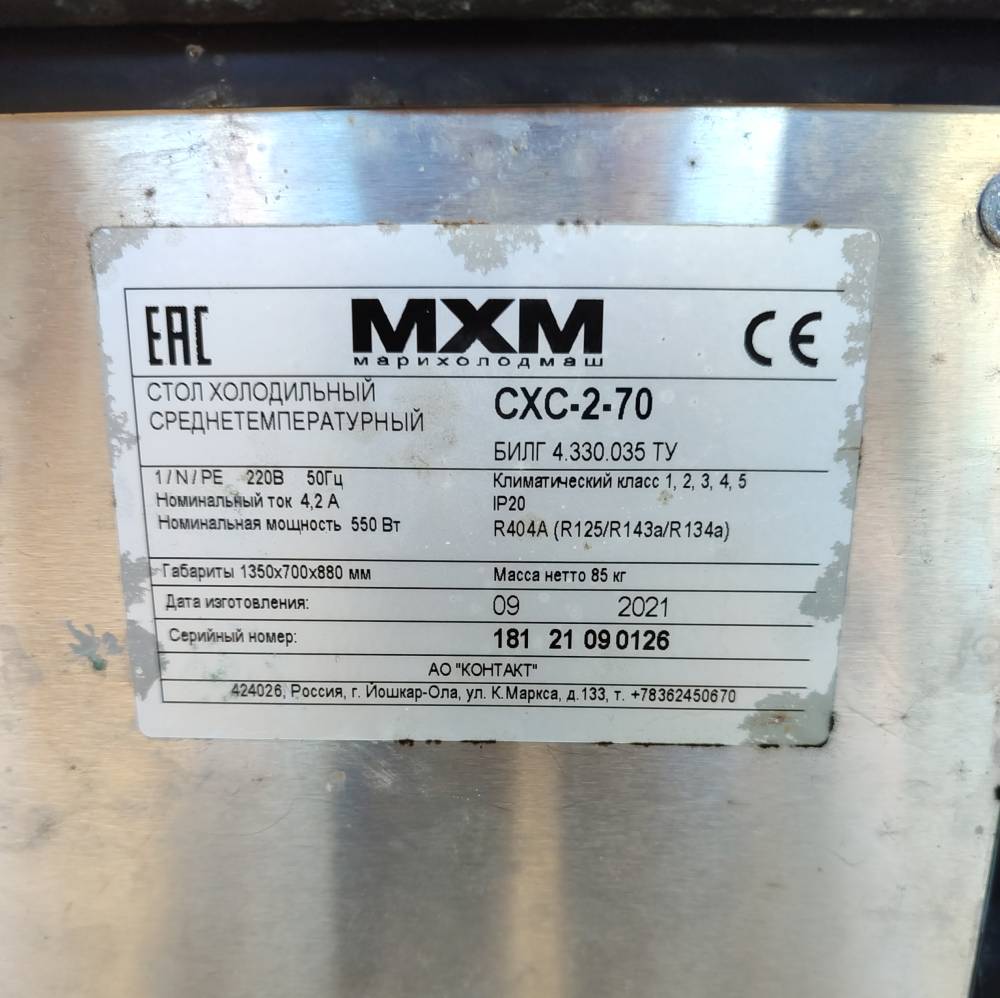 EAC
МХМ
марихолодмаш
CE
СТОЛ ХОЛОДИЛЬНЫЙ
СРЕДНЕТЕМПЕРАТУРНЫЙ
СХС-2-70
БИЛГ 4.330.035 ТУ
1/N/PE 220В 50Гц
Номинальный ток 4,2 А
Номинальная мощность 550 Вт
Климатический класс 1, 2, 3, 4, 5
IP20
R404A (R125/R143a/R134a)
Габариты 1350х700х880 мм Масса нетто 85 кг
Дата изготовления: 09 2021
Серийный номер: 181 21 09 0126
АО "КОНТАКТ"
424026, Россия, г. Йошкар-Ола, ул. К.Маркса, д.133, т. +78362450670